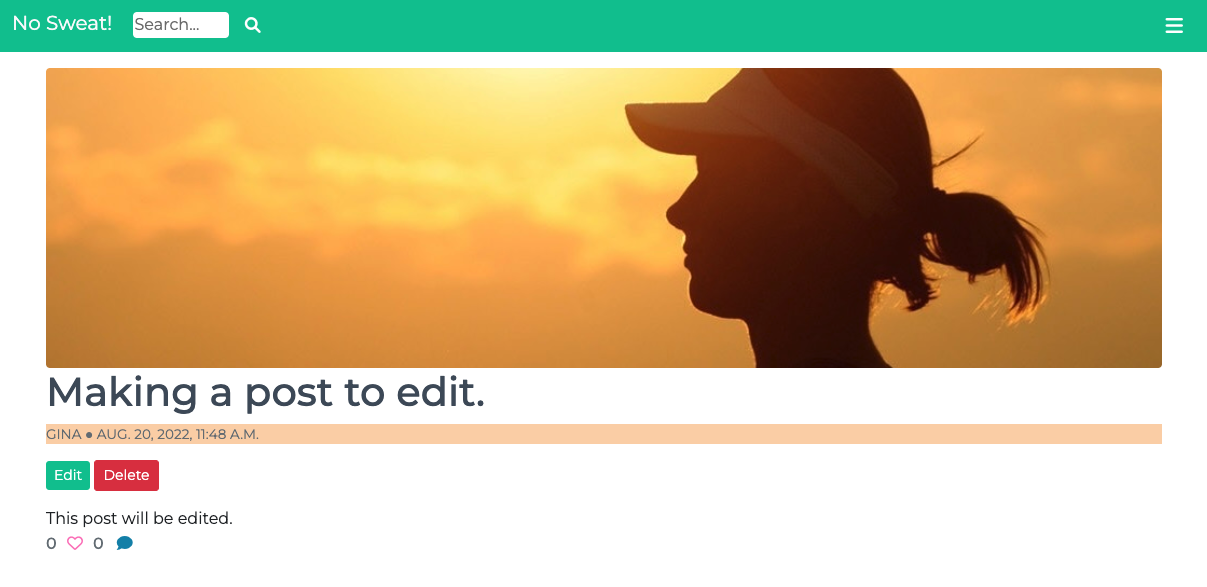 No Sweat! Search...
Making a post to edit.
GINA ● AUG. 20, 2022, 11:48 A.M.
Edit Delete
This post will be edited.
0 0